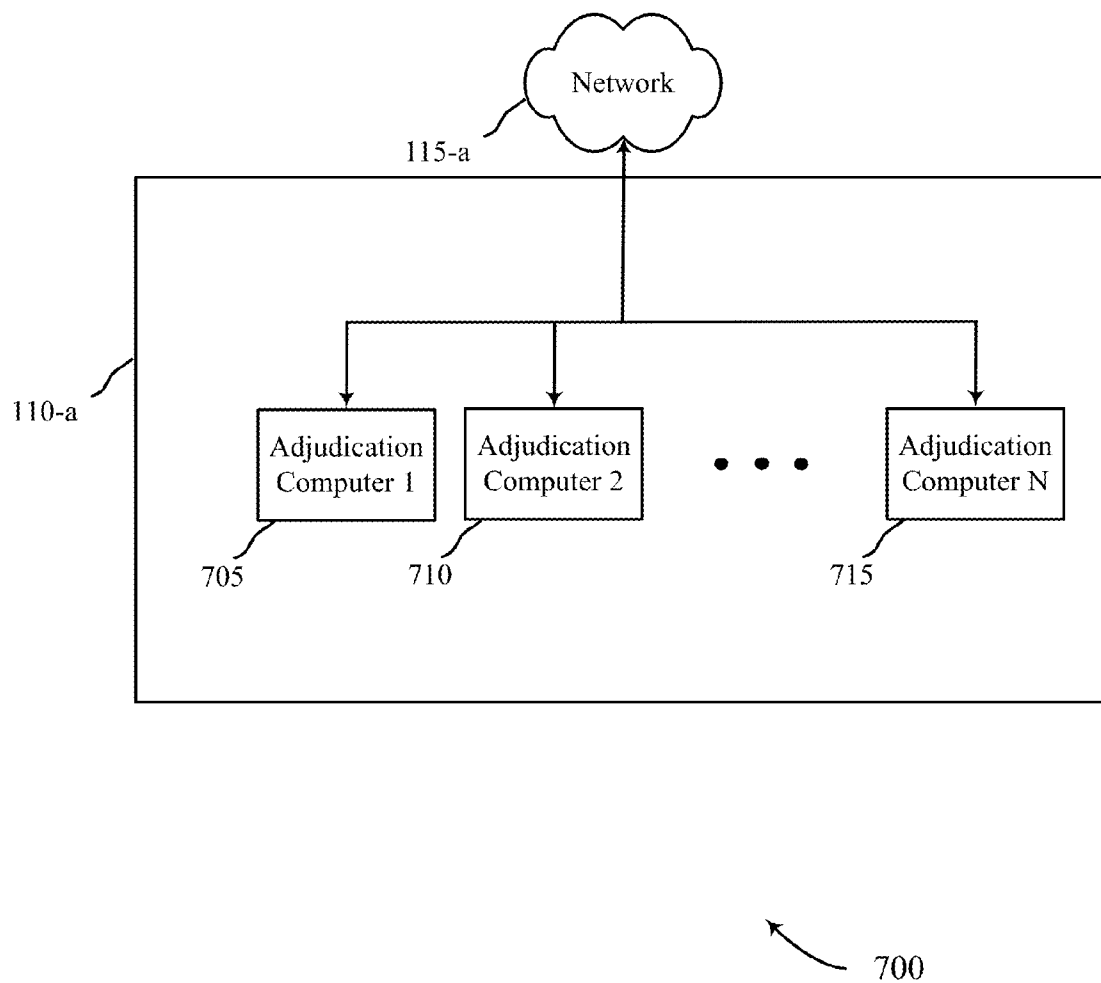 Network
115-a
110-a
Adjudication
Computer 1
Adjudication
Computer 2
Adjudication
Computer N
705
710
715
700